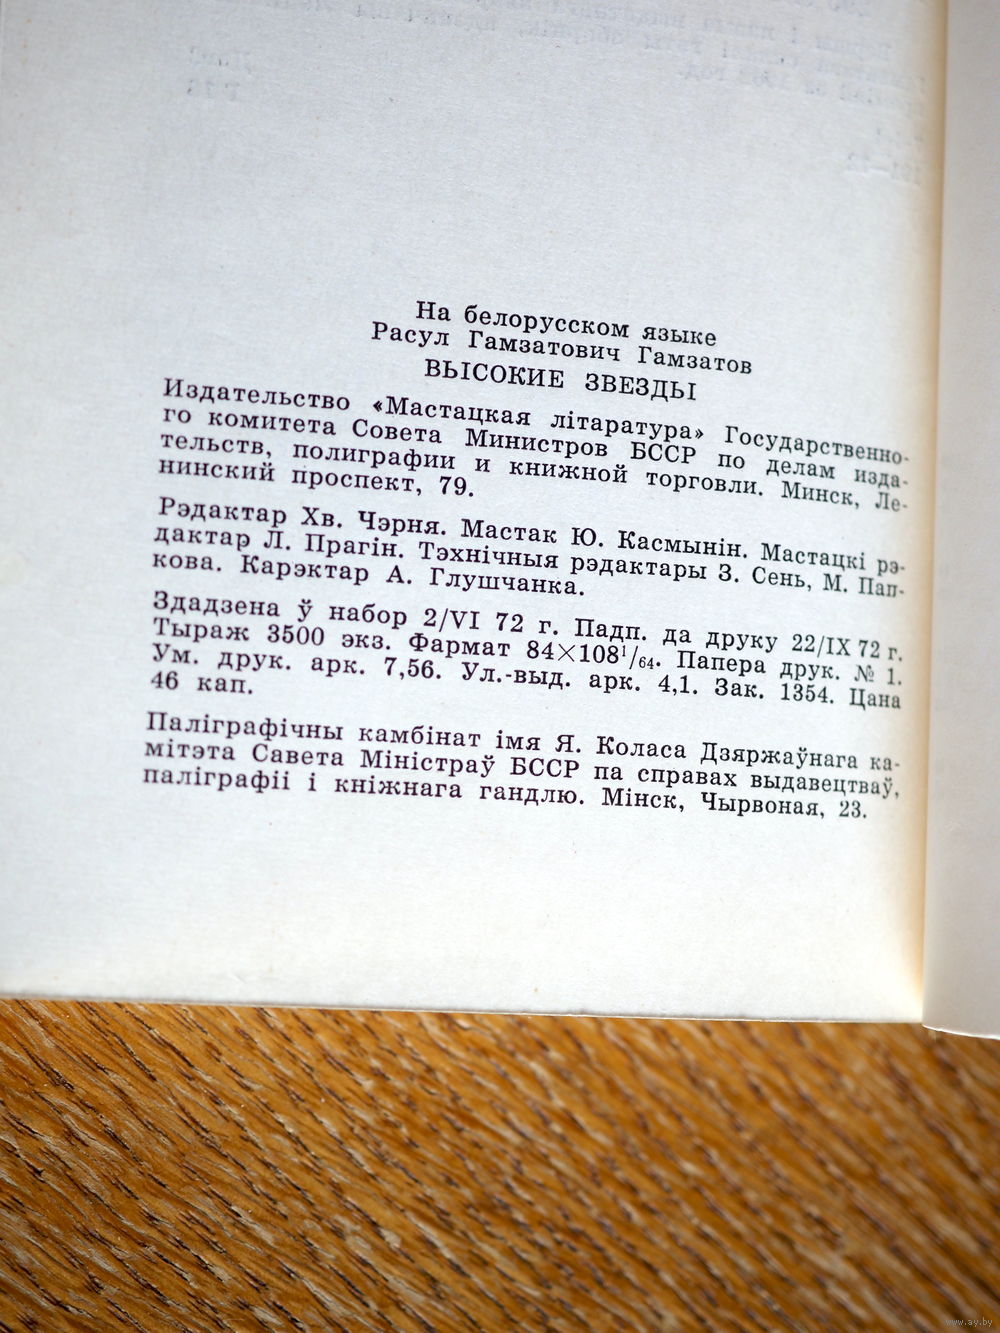 На белорусском языке
Расул Гамзатович Гамзатов
ВЫСОКИЕ ЗВЕЗДЫ
Издательство «Мастацкая літаратура» Государственно-
го комитета Совета Министров БССР по делам изда-
тельств, полиграфии и книжной торговли. Минск, Ле-
нинский проспект, 79.
Рэдактар Хв. Чэрня. Мастак Ю. Касмынін. Мастацкі рэ-
дактар Л. Прагін. Тэхнічныя рэдактары З. Сень, М. Пап-
кова. Карэктар А. Глушчанка.
Здадзена ў набор 2/VI 72 г. Падп. да друку 22/IX 72 г.
Тыраж 3500 экз. Фармат 84×108¹/₆₄. Папера друк. № 1.
Ум. друк. арк. 7,56. Ул.-выд. арк. 4,1. Зак. 1354. Цана
46 кап.
Паліграфічны камбінат імя Я. Коласа Дзяржаўнага ка-
мітэта Савета Міністраў БССР па справах выдавецтваў,
паліграфіі і кніжнага гандлю. Мінск, Чырвоная, 23.
www.ay.by